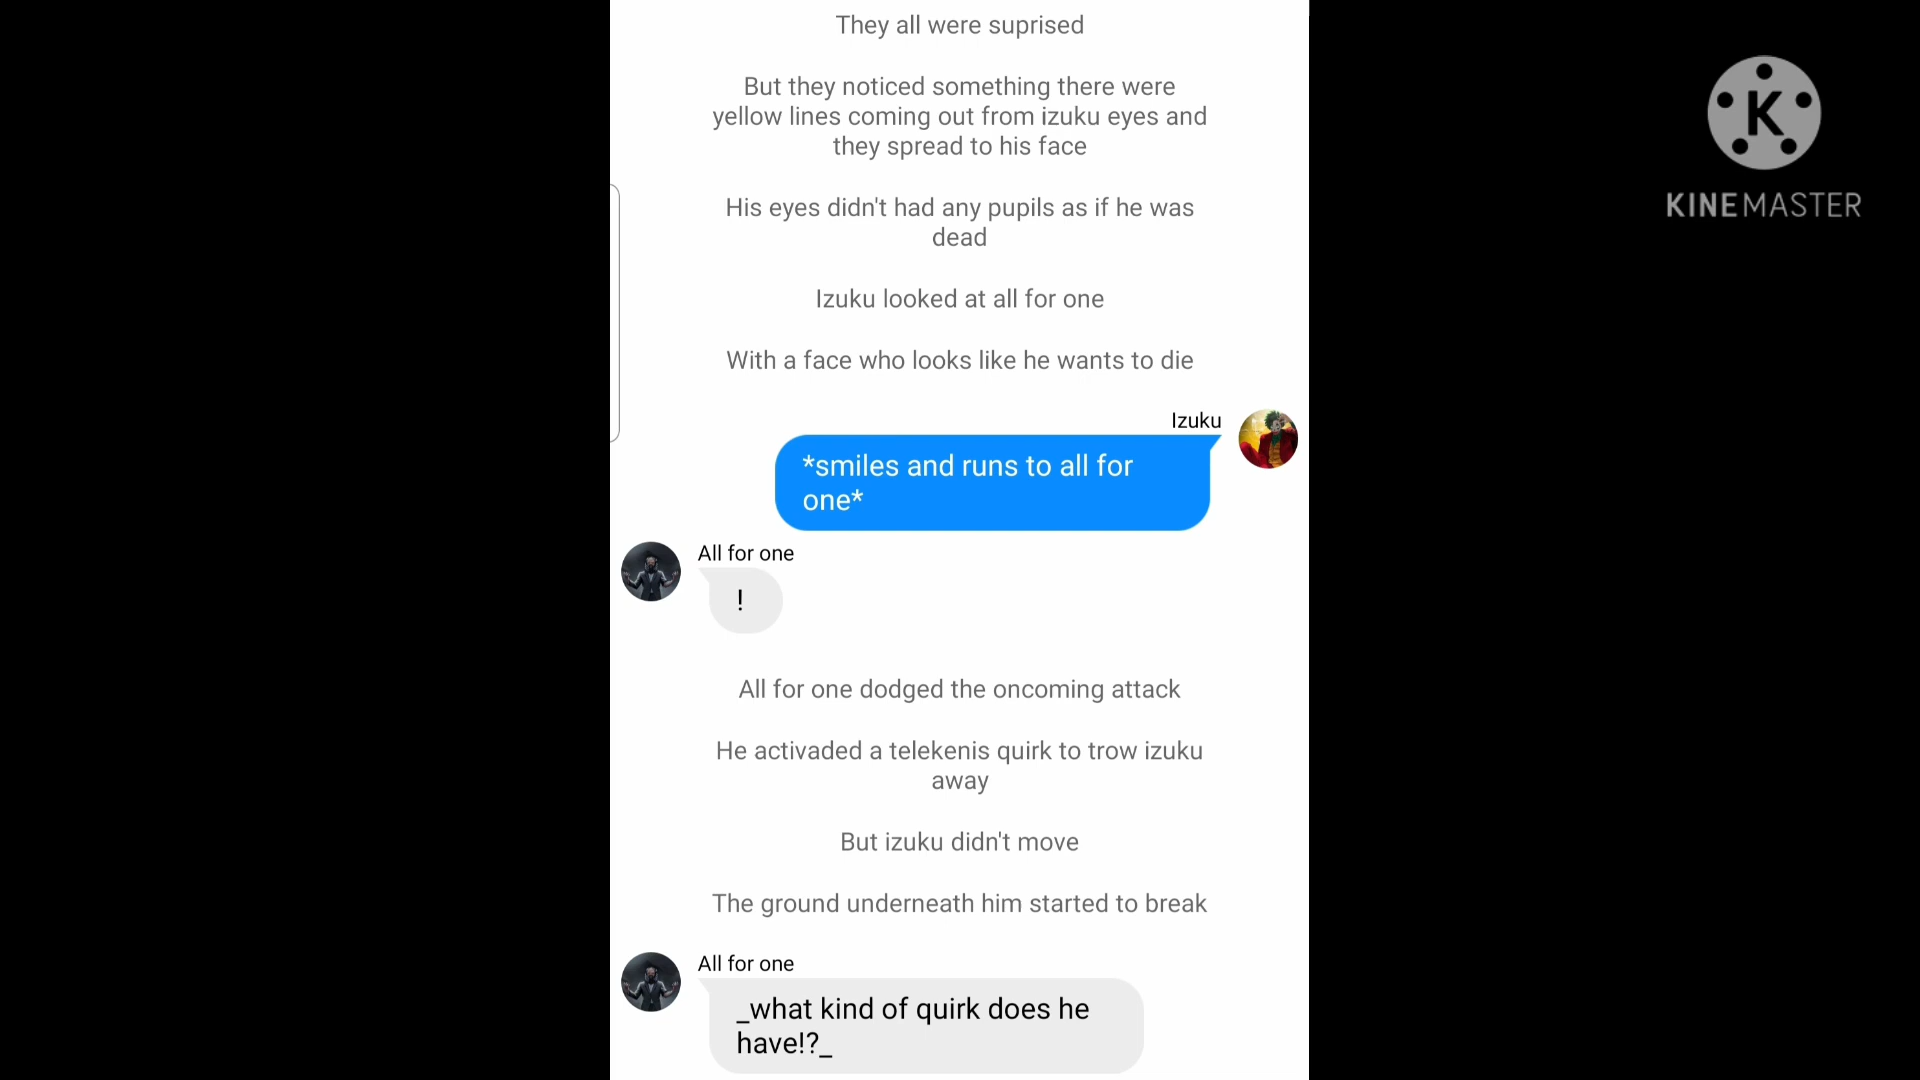 They all were suprised
But they noticed something there were
yellow lines coming out from izuku eyes and
they spread to his face
His eyes didn't had any pupils as if he was
dead
Izuku looked at all for one
With a face who looks like he wants to die
Izuku
*smiles and runs to all for
one*
All for one
!
All for one dodged the oncoming attack
He activaded a telekenis quirk to trow izuku
away
But izuku didn't move
The ground underneath him started to break
All for one
_what kind of quirk does he
have!?_
K
KINEMASTER